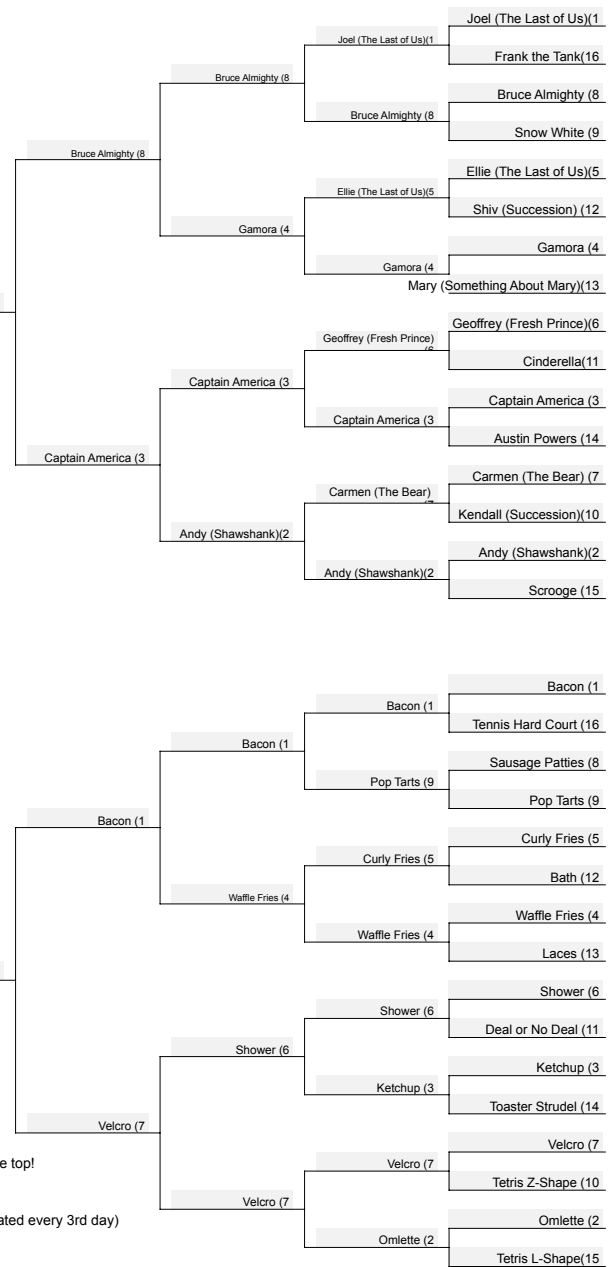 Joel (The Last of Us)(1
Joel (The Last of Us)(1
Frank the Tank(16
Bruce Almighty (8
Bruce Almighty (8
Bruce Almighty (8
Snow White (9
Bruce Almighty (8
Ellie (The Last of Us)(5
Ellie (The Last of Us)(5
Shiv (Succession) (12
Gamora (4
Gamora (4
Gamora (4
Mary (Something About Mary)(13
Geoffrey (Fresh Prince)(6
Geoffrey (Fresh Prince)
Cinderella(11
Captain America (3
Captain America (3
Captain America (3
Austin Powers (14
Captain America (3
Carmen (The Bear) (7
Carmen (The Bear)
Kendall (Succession)(10
Andy (Shawshank)(2
Andy (Shawshank)(2
Andy (Shawshank)(2
Scrooge (15
Bacon (1
Bacon (1
Tennis Hard Court (16
Bacon (1
Sausage Patties (8
Pop Tarts (9
Pop Tarts (9
Bacon (1
Curly Fries (5
Curly Fries (5
Bath (12
Waffle Fries (4
Waffle Fries (4
Waffle Fries (4
Laces (13
Shower (6
Shower (6
Deal or No Deal (11
Shower (6
Ketchup (3
Ketchup (3
Toaster Strudel (14
Velcro (7
Velcro (7
Velcro (7
e top!
Tetris Z-Shape (10
Velcro (7
Omlette (2
ated every 3rd day)
Omlette (2
Tetris L-Shape(15